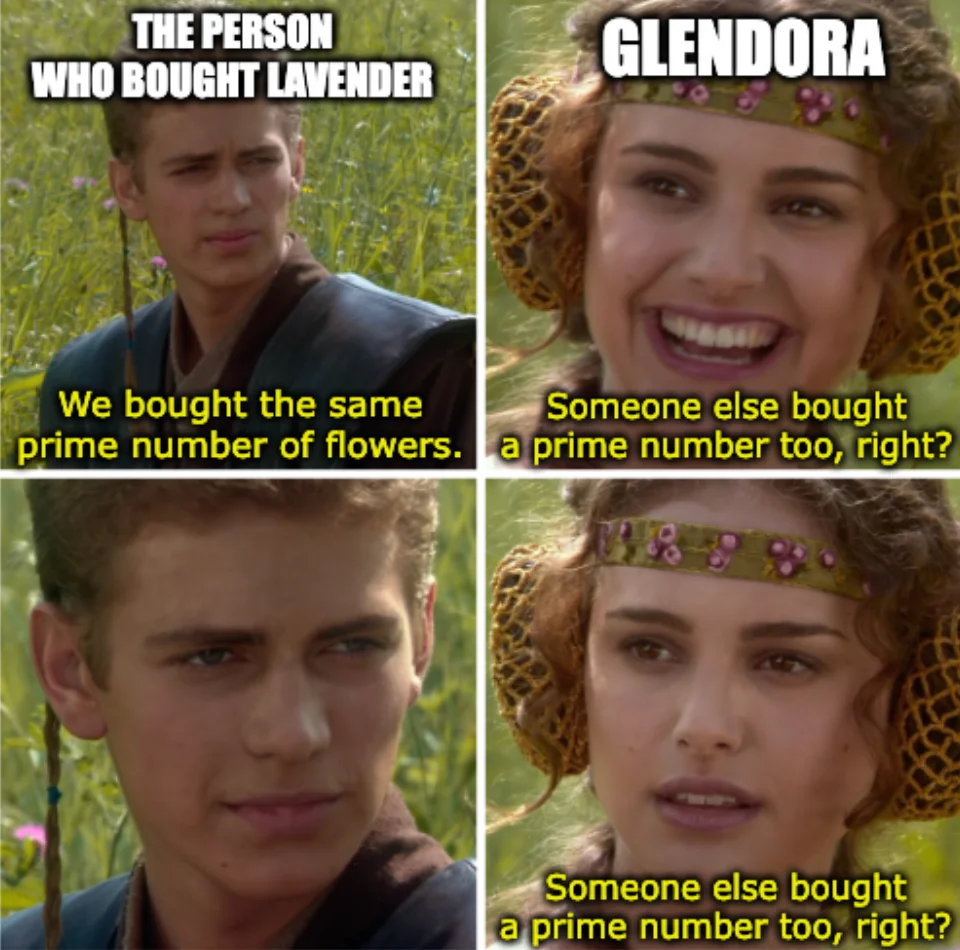 THE PERSON
WHO BOUGHT LAVENDER
We bought the same
prime number of flowers.
GLENDORA
Someone else bought
a prime number too, right?
Someone else bought
a prime number too, right?